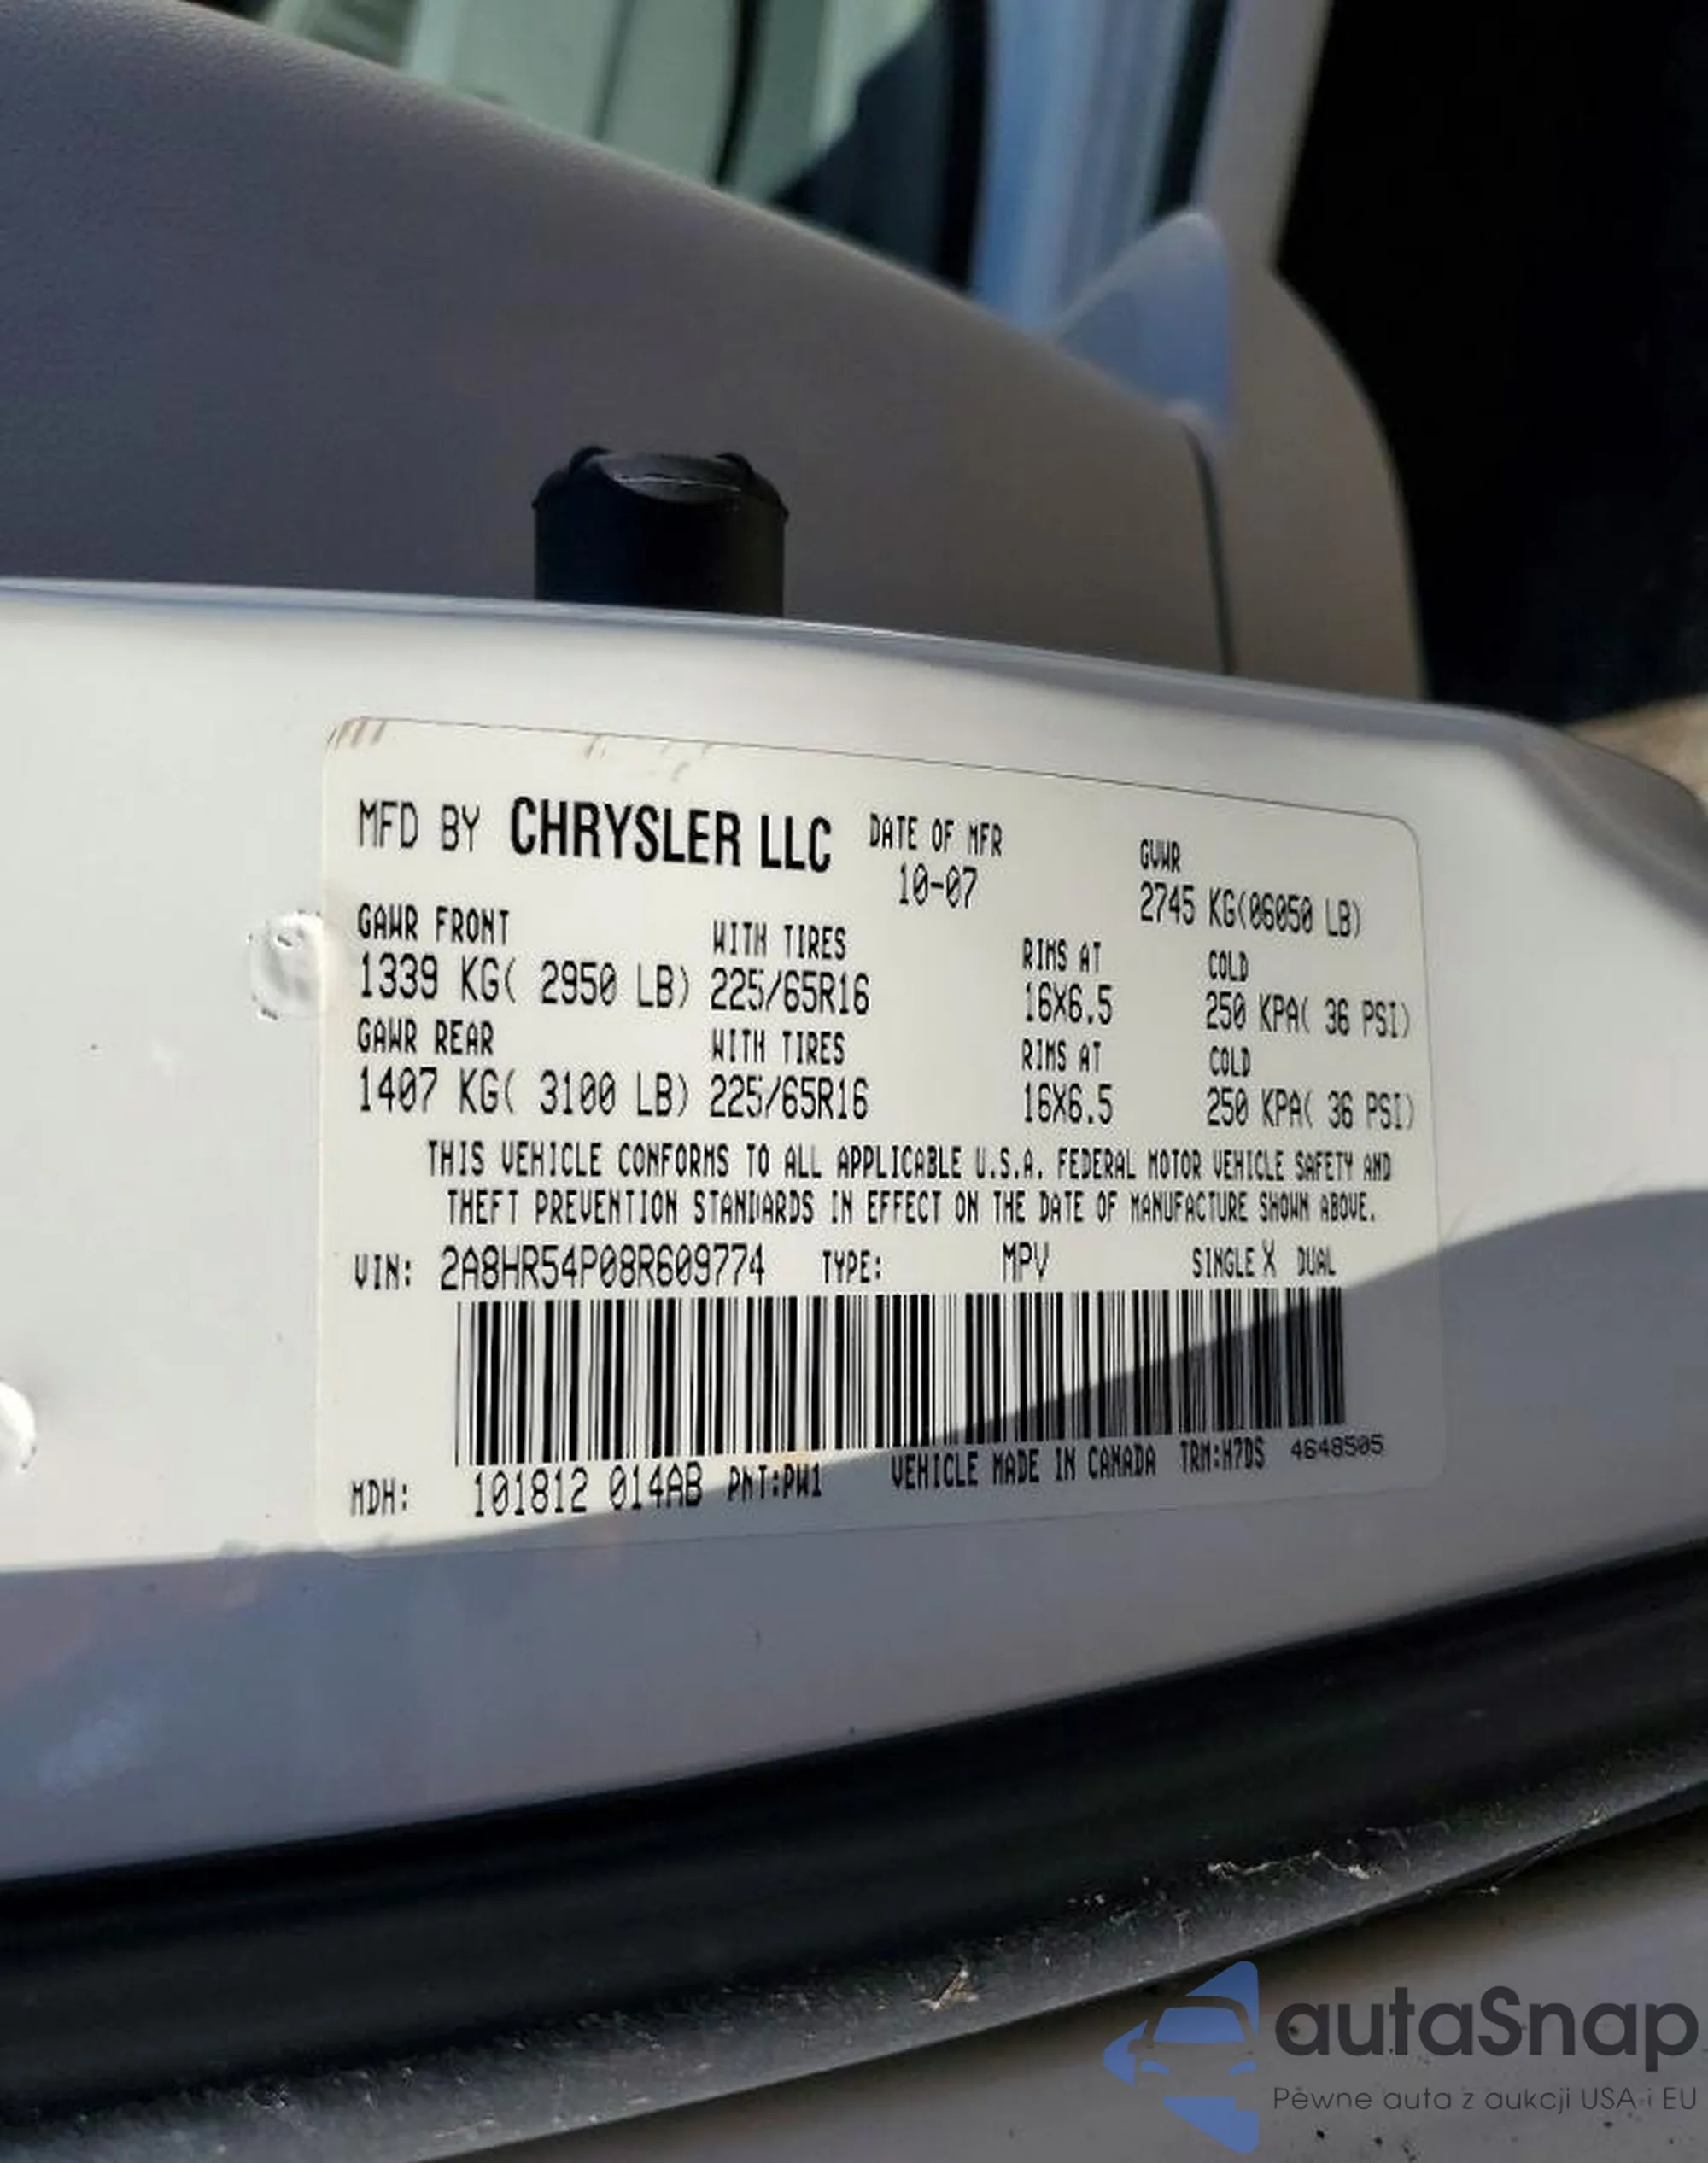 MFD BY CHRYSLER LLC DATE OF MFR GVWR
10-07 2745 KG(06050 LB)
GAWR FRONT WITH TIRES RIMS AT COLD
1339 KG( 2950 LB) 225/65R16 16X6.5 250 KPA( 36 PSI)
GAWR REAR WITH TIRES RIMS AT COLD
1407 KG( 3100 LB) 225/65R16 16X6.5 250 KPA( 36 PSI)
THIS VEHICLE CONFORMS TO ALL APPLICABLE U.S.A. FEDERAL MOTOR VEHICLE SAFETY AND
THEFT PREVENTION STANDARDS IN EFFECT ON THE DATE OF MANUFACTURE SHOWN ABOVE.
VIN: 2A8HR54P08R609774 TYPE: MPV SINGLE X DUAL
MDH: 101812 014AB PNT:PW1 VEHICLE MADE IN CANADA TRM:H7DS 4648505
autaSnap
Pewne auta z aukcji USA i EU